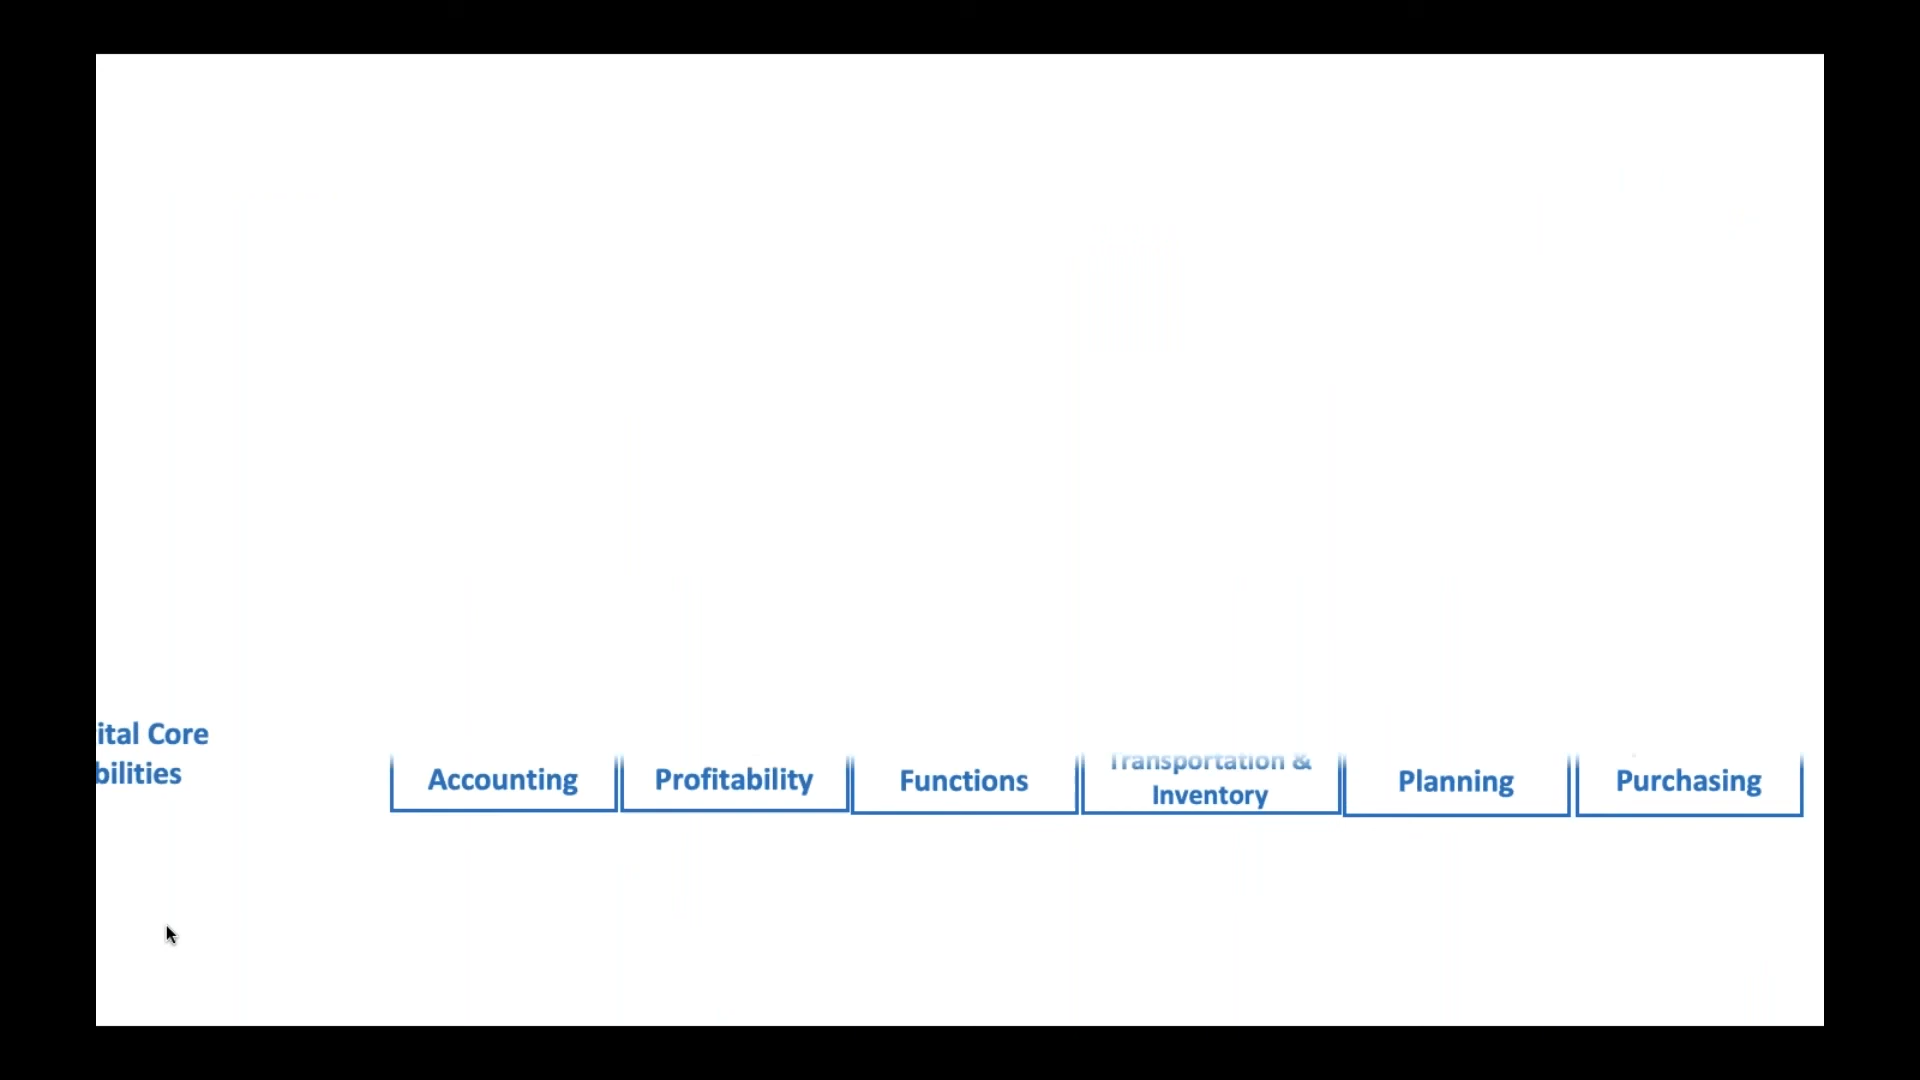 ital Core
bilities
Accounting
Profitability
Functions
Transportation &
Inventory
Planning
Purchasing